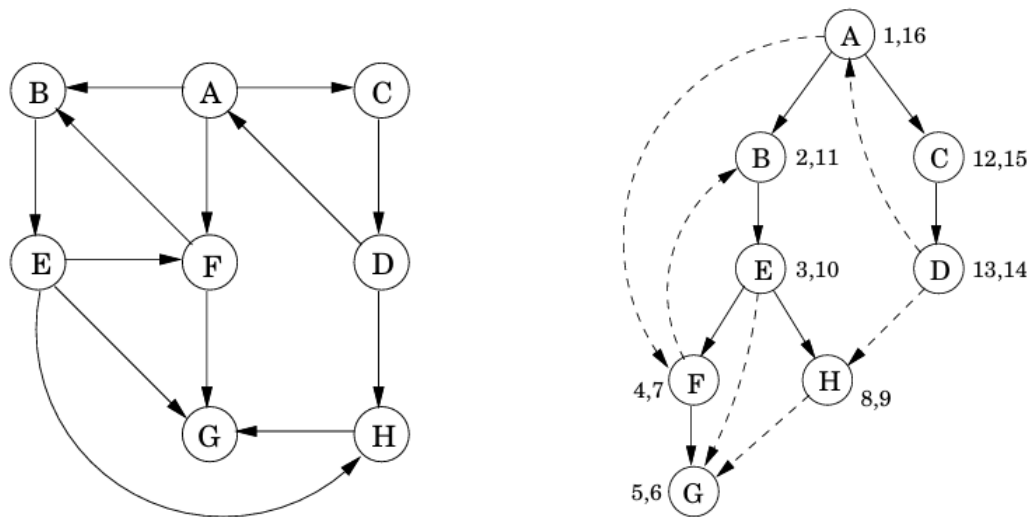 B A C
E F D
G H
A 1,16
B 2,11 C 12,15
E 3,10 D 13,14
F H
4,7 8,9
5,6 G